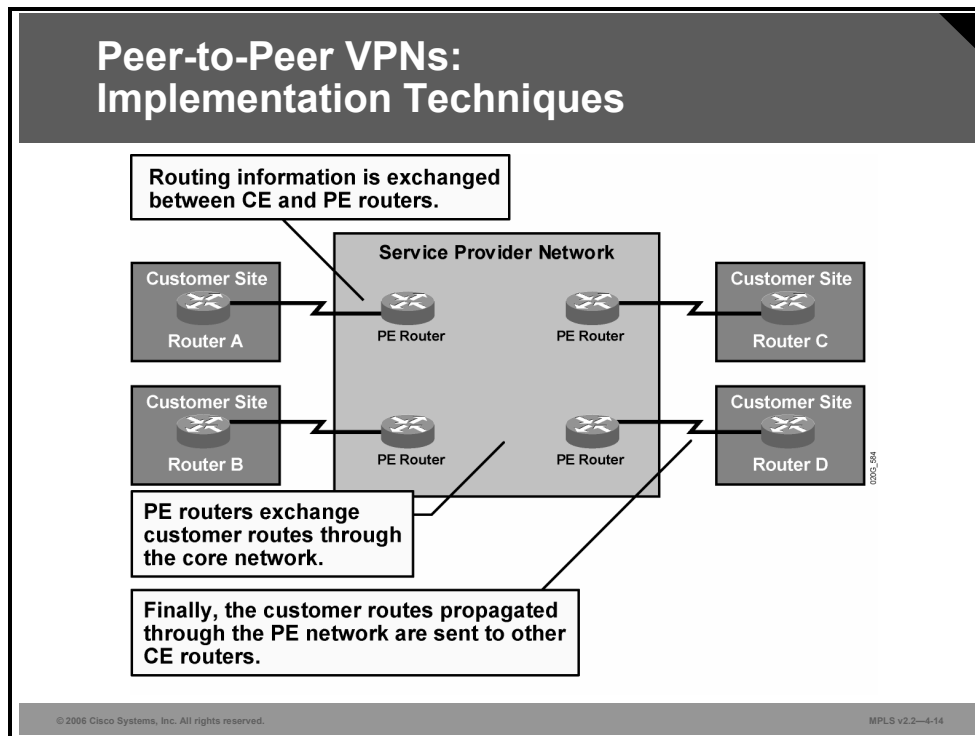 Peer-to-Peer VPNs:
Implementation Techniques
Routing information is exchanged
between CE and PE routers.
Service Provider Network
Customer Site
Router A
PE Router
PE Router
Customer Site
Router C
Customer Site
Router B
PE Router
PE Router
Customer Site
Router D
020G_584
PE routers exchange
customer routes through
the core network.
Finally, the customer routes propagated
through the PE network are sent to other
CE routers.
© 2006 Cisco Systems, Inc. All rights reserved.
MPLS v2.2—4-14